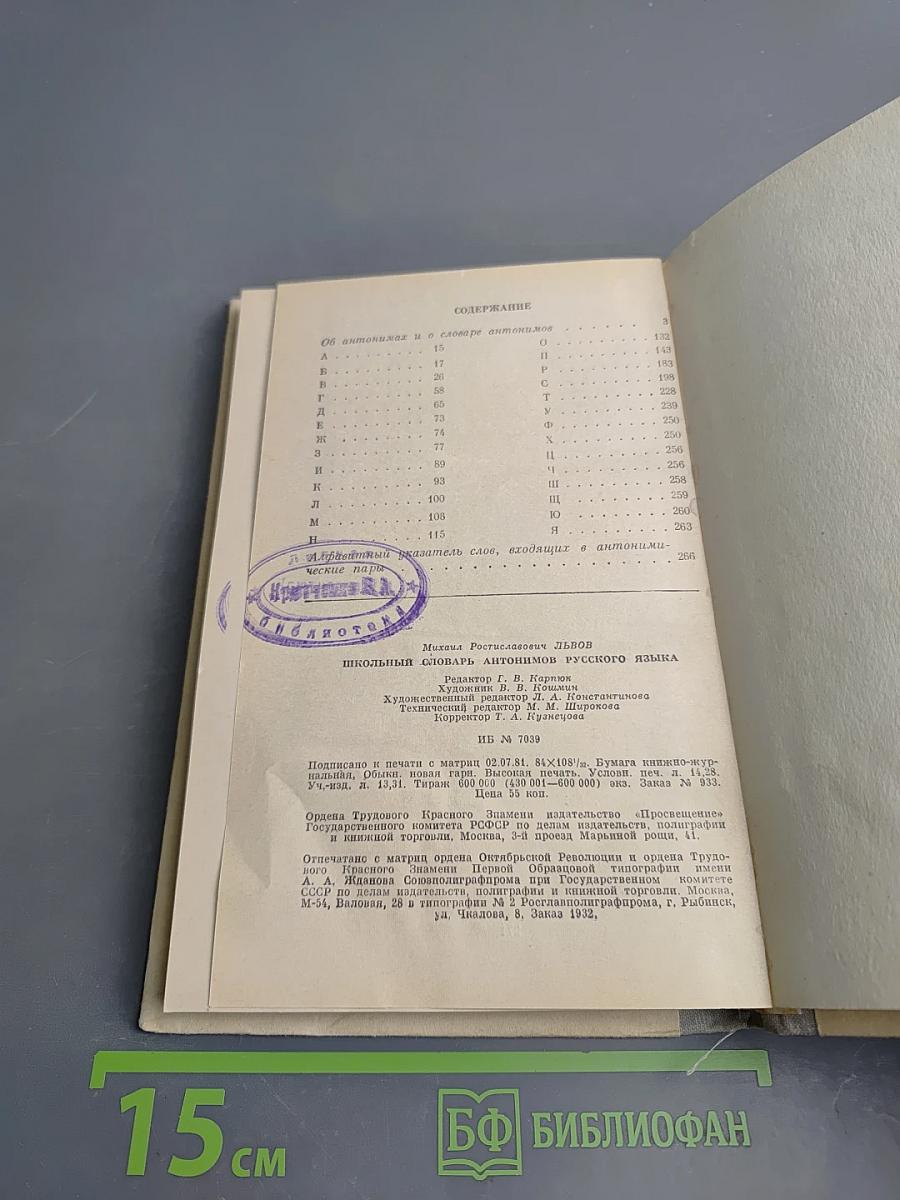 СОДЕРЖАНИЕ
Об антонимах и о словаре антонимов . . . . . . . 3
А . . . . . . . . . 15
Б . . . . . . . . . 17
В . . . . . . . . . 26
Г . . . . . . . . . 58
Д . . . . . . . . . 65
Е . . . . . . . . . 73
Ж . . . . . . . . . 74
З . . . . . . . . . 77
И . . . . . . . . . 89
К . . . . . . . . . 93
Л . . . . . . . . . 100
М . . . . . . . . . 108
Н . . . . . . . . . 115
О . . . . . . . . . 132
П . . . . . . . . . 143
Р . . . . . . . . . 183
С . . . . . . . . . 198
Т . . . . . . . . . 228
У . . . . . . . . . 239
Ф . . . . . . . . . 250
Х . . . . . . . . . 250
Ц . . . . . . . . . 256
Ч . . . . . . . . . 256
Ш . . . . . . . . . 258
Щ . . . . . . . . . 259
Ю . . . . . . . . . 260
Я . . . . . . . . . 263
Алфавитный указатель слов, входящих в антоними-
ческие пары . . . . . . . . . . . . . . . . 266
библиотека
Михаил Ростиславович ЛЬВОВ
ШКОЛЬНЫЙ СЛОВАРЬ АНТОНИМОВ РУССКОГО ЯЗЫКА
Редактор Г. В. Карпюк
Художник В. В. Кошмин
Художественный редактор Л. А. Константинова
Технический редактор М. М. Широкова
Корректор Т. А. Кузнецова
ИБ № 7039
Подписано к печати с матриц 02.07.81. 84×108¹/₃₂. Бумага книжно-жур-
нальная, Обыкн. новая гарн. Высокая печать. Условн. печ. л. 14,28.
Уч.-изд. л. 13,31. Тираж 600 000 (430 001—600 000) экз. Заказ № 933.
Цена 55 коп.
Ордена Трудового Красного Знамени издательство «Просвещение»
Государственного комитета РСФСР по делам издательств, полиграфии
и книжной торговли, Москва, 3-й проезд Марьиной рощи, 41.
Отпечатано с матриц ордена Октябрьской Революции и ордена Трудо-
вого Красного Знамени Первой Образцовой типографии имени
А. А. Жданова Союзполиграфпрома при Государственном комитете
СССР по делам издательств, полиграфии и книжной торговли. Москва,
М-54, Валовая, 28 в типографии № 2 Росглавполиграфпрома, г. Рыбинск,
ул. Чкалова, 8, Заказ 1932,
15 см
БФ БИБЛИОФАН